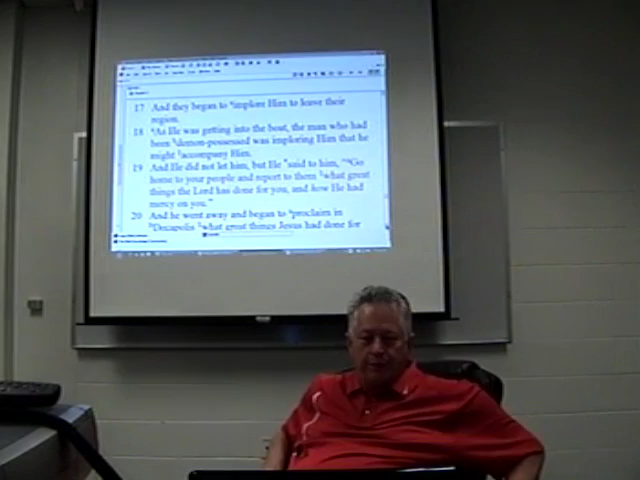 17 And they began to implore Him to leave their
region.
18 As He was getting into the boat, the man who had
been demon-possessed was imploring Him that he
might accompany Him.
19 And He did not let him, but He *said to him, "Go
home to your people and report to them what great
things the Lord has done for you, and how He had
mercy on you."
20 And he went away and began to proclaim in
Decapolis what great things Jesus had done for